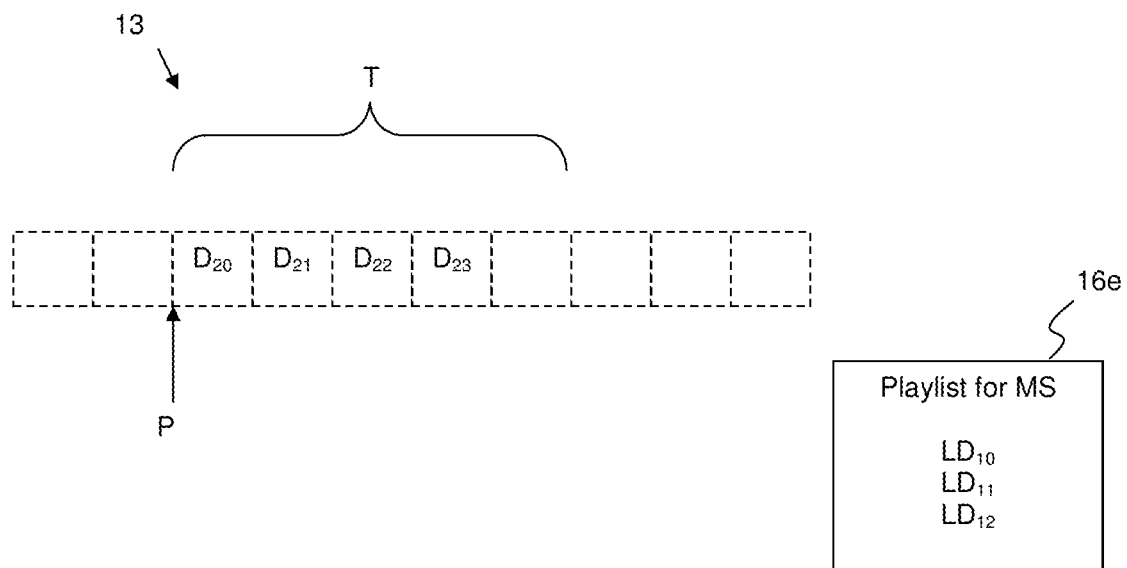 13
T
D₂₀ D₂₁ D₂₂ D₂₃
16e
P
Playlist for MS
LD₁₀
LD₁₁
LD₁₂